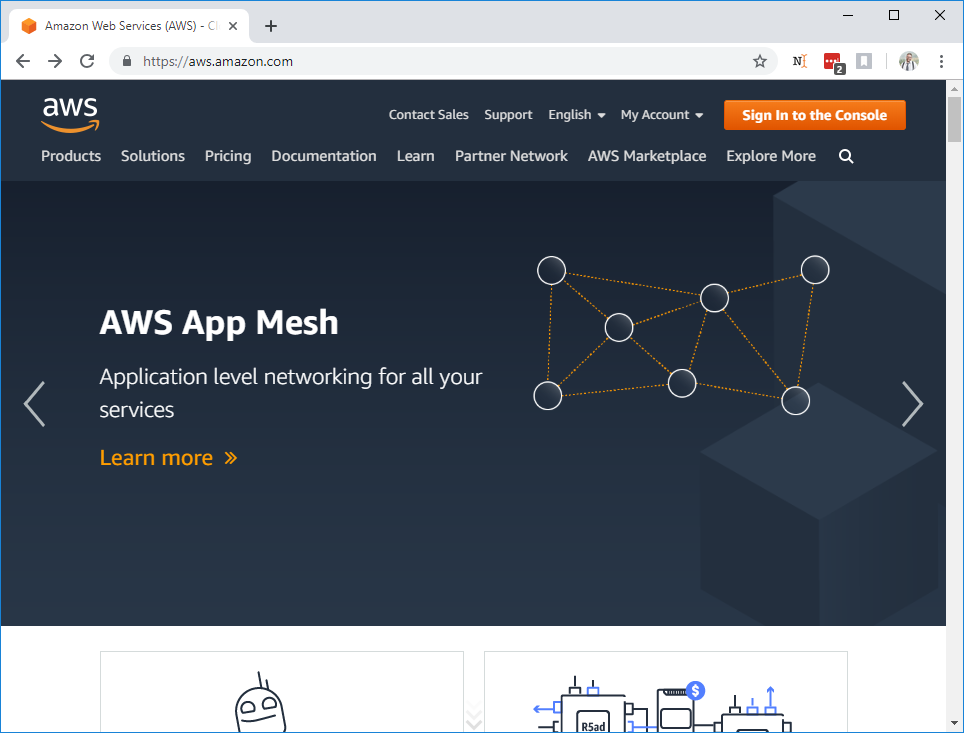 Amazon Web Services (AWS) - Cl
https://aws.amazon.com
2
aws
Contact Sales Support English My Account Sign In to the Console
Products Solutions Pricing Documentation Learn Partner Network AWS Marketplace Explore More
AWS App Mesh
Application level networking for all your
services
Learn more »
$
R5ad